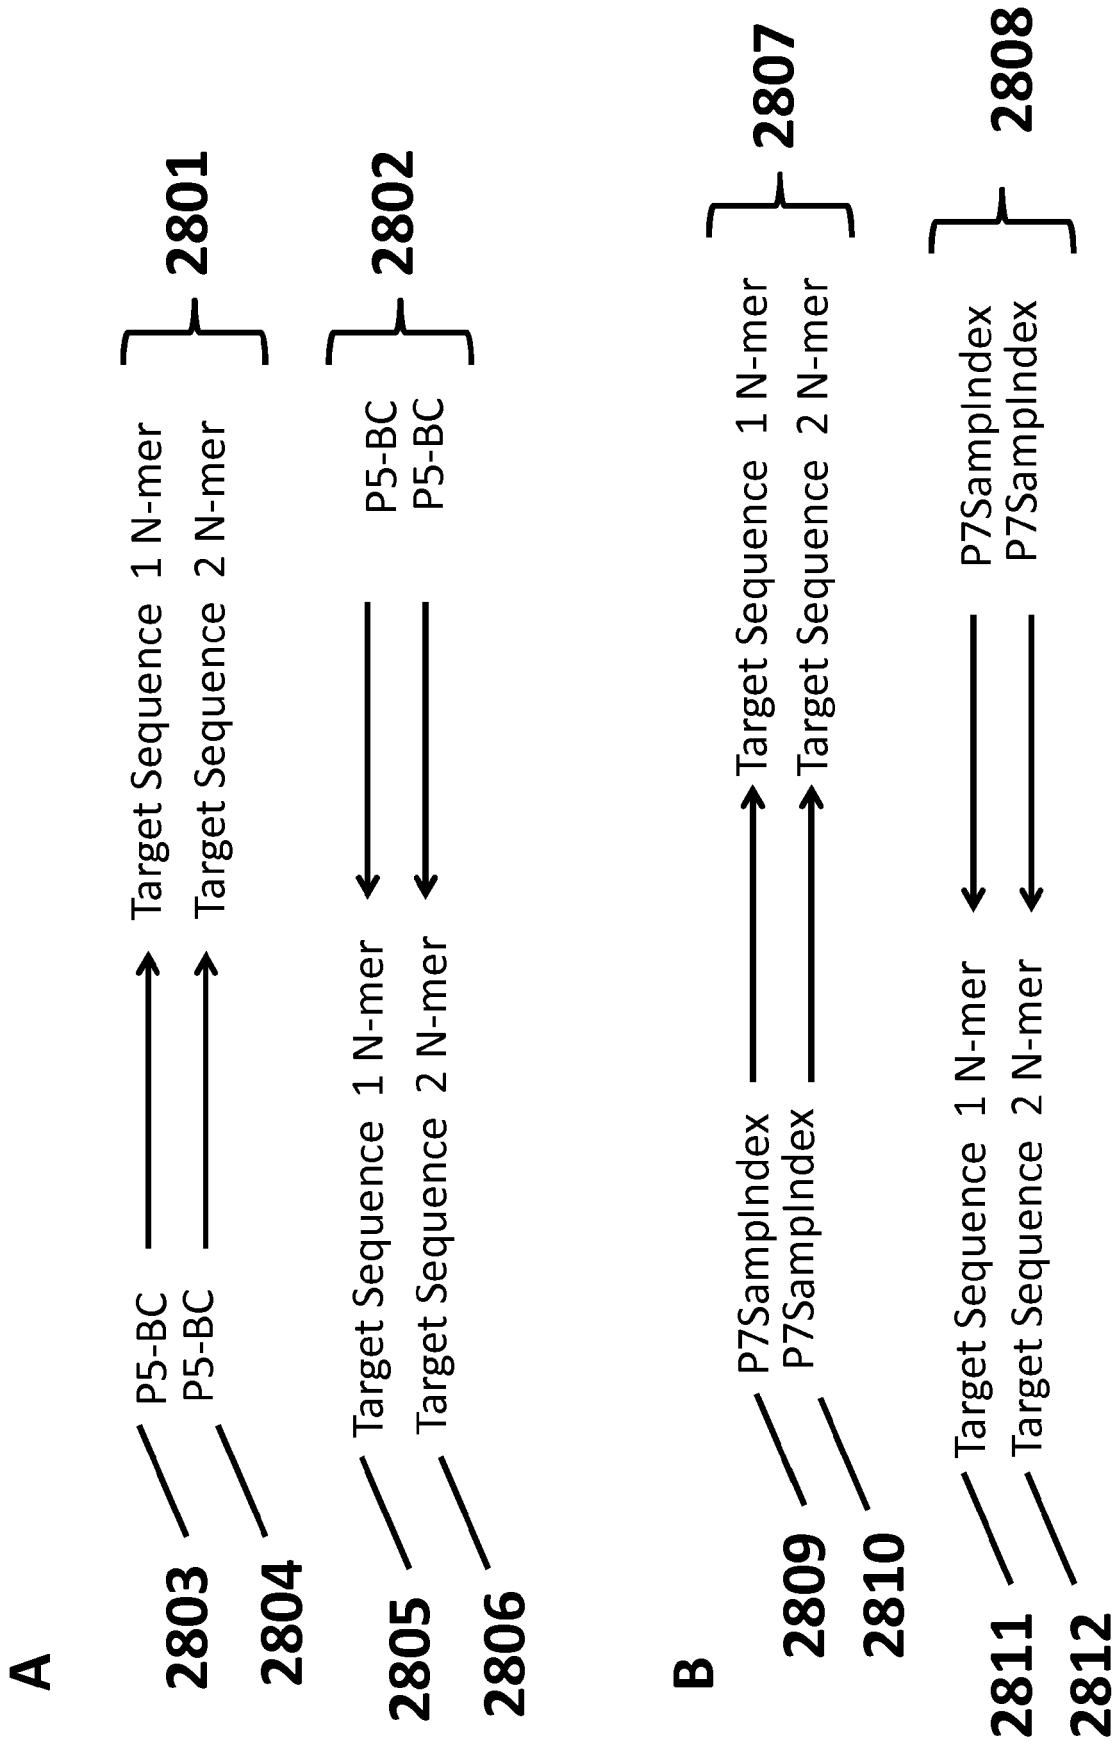 A
2803 P5-BC Target Sequence 1 N-mer
2804 P5-BC Target Sequence 2 N-mer
2801
2805 Target Sequence 1 N-mer P5-BC
2806 Target Sequence 2 N-mer P5-BC
2802
B
2809 P7SampIndex Target Sequence 1 N-mer
2810 P7SampIndex Target Sequence 2 N-mer
2807
2811 Target Sequence 1 N-mer P7SampIndex
2812 Target Sequence 2 N-mer P7SampIndex
2808